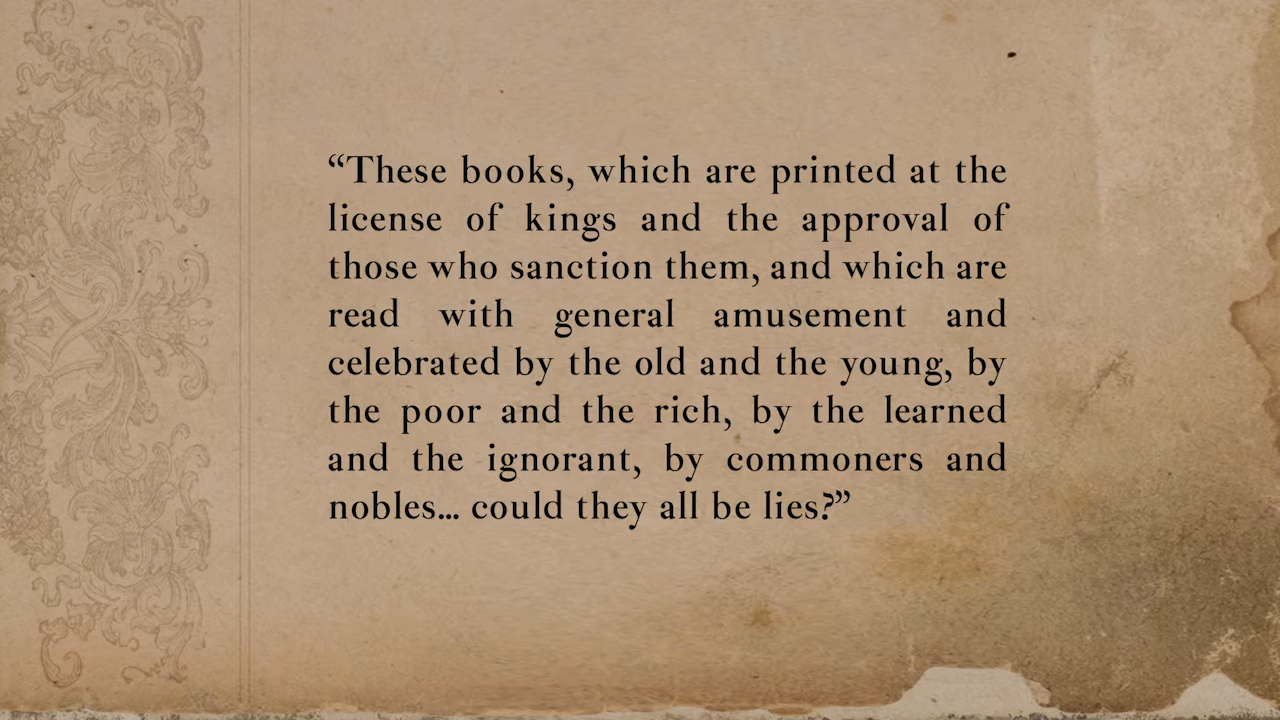 “These books, which are printed at the
license of kings and the approval of
those who sanction them, and which are
read with general amusement and
celebrated by the old and the young, by
the poor and the rich, by the learned
and the ignorant, by commoners and
nobles... could they all be lies?”